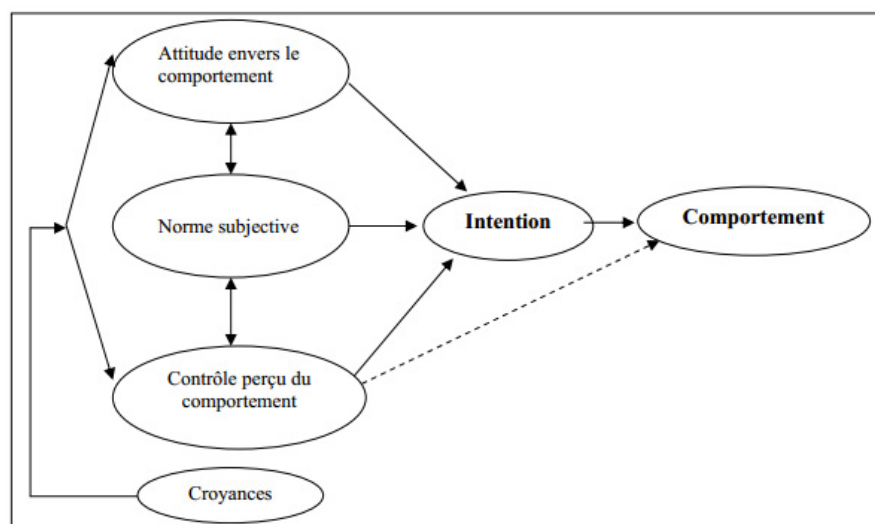 Attitude envers le
comportement
Norme subjective
Intention
Comportement
Contrôle perçu du
comportement
Croyances